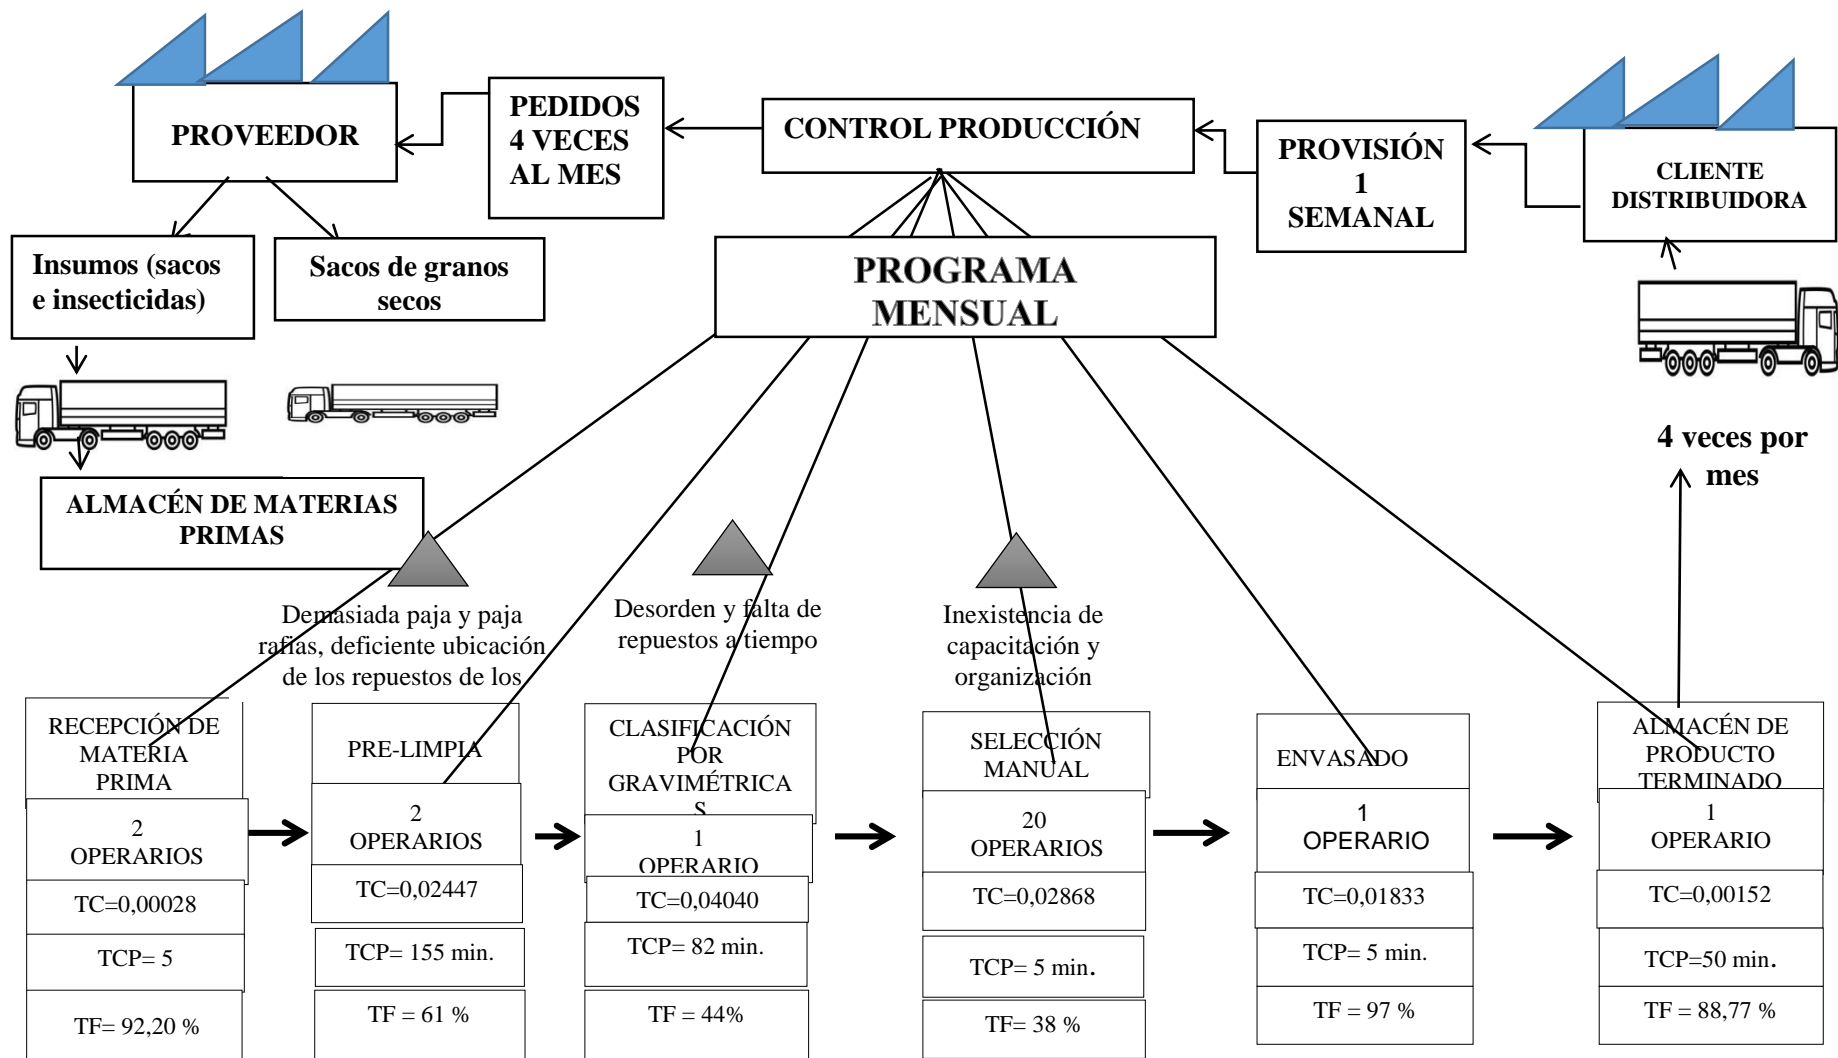 PROVEEDOR
PEDIDOS
4 VECES
AL MES
CONTROL PRODUCCIÓN
PROVISIÓN
1
SEMANAL
CLIENTE
DISTRIBUIDORA
Insumos (sacos
e insecticidas)
Sacos de granos
secos
PROGRAMA
MENSUAL
4 veces por
mes
ALMACÉN DE MATERIAS
PRIMAS
Demasiada paja y paja
rafias, deficiente ubicación
de los repuestos de los
Desorden y falta de
repuestos a tiempo
Inexistencia de
capacitación y
organización
RECEPCIÓN DE
MATERIA
PRIMA
2
OPERARIOS
TC=0,00028
TCP= 5
TF= 92,20 %
PRE-LIMPIA
2
OPERARIOS
TC=0,02447
TCP= 155 min.
TF = 61 %
CLASIFICACIÓN
POR
GRAVIMÉTRICA
S
1
OPERARIO
TC=0,04040
TCP= 82 min.
TF = 44%
SELECCIÓN
MANUAL
20
OPERARIOS
TC=0,02868
TCP= 5 min.
TF= 38 %
ENVASADO
1
OPERARIO
TC=0,01833
TCP= 5 min.
TF = 97 %
ALMACÉN DE
PRODUCTO
TERMINADO
1
OPERARIO
TC=0,00152
TCP=50 min.
TF = 88,77 %